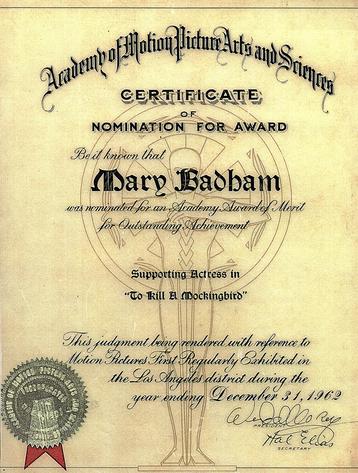 Academy of Motion Picture Arts and Sciences
CERTIFICATE
OF
NOMINATION FOR AWARD
Be it known that
Mary Badham
was nominated for an Academy Award of Merit
for Outstanding Achievement
Supporting Actress in
"To Kill A Mockingbird"
This judgment being rendered with reference to
Motion Pictures First Regularly Exhibited in
the Los Angeles district during the
year ending December 31, 1962
PRESIDENT
Hal Elias
SECRETARY